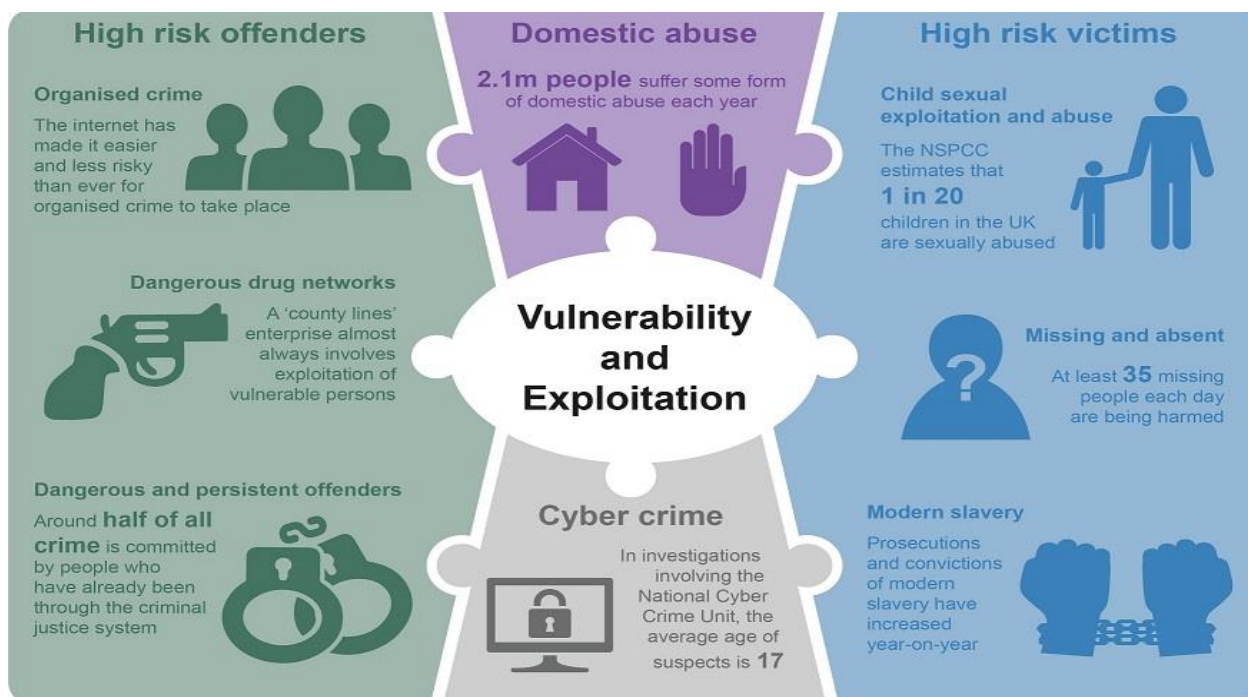 High risk offenders
Organised crime
The internet has
made it easier
and less risky
than ever for
organised crime to take place
Dangerous drug networks
A ‘county lines’
enterprise almost
always involves
exploitation of
vulnerable persons
Dangerous and persistent offenders
Around half of all
crime is committed
by people who
have already been
through the criminal
justice system
Domestic abuse
2.1m people suffer some form
of domestic abuse each year
Vulnerability
and
Exploitation
?
Cyber crime
In investigations
involving the
National Cyber
Crime Unit, the
average age of
suspects is 17
High risk victims
Child sexual
exploitation and abuse
The NSPCC
estimates that
1 in 20
children in the UK
are sexually abused
Missing and absent
At least 35 missing
people each day
are being harmed
Modern slavery
Prosecutions
and convictions
of modern
slavery have
increased
year-on-year